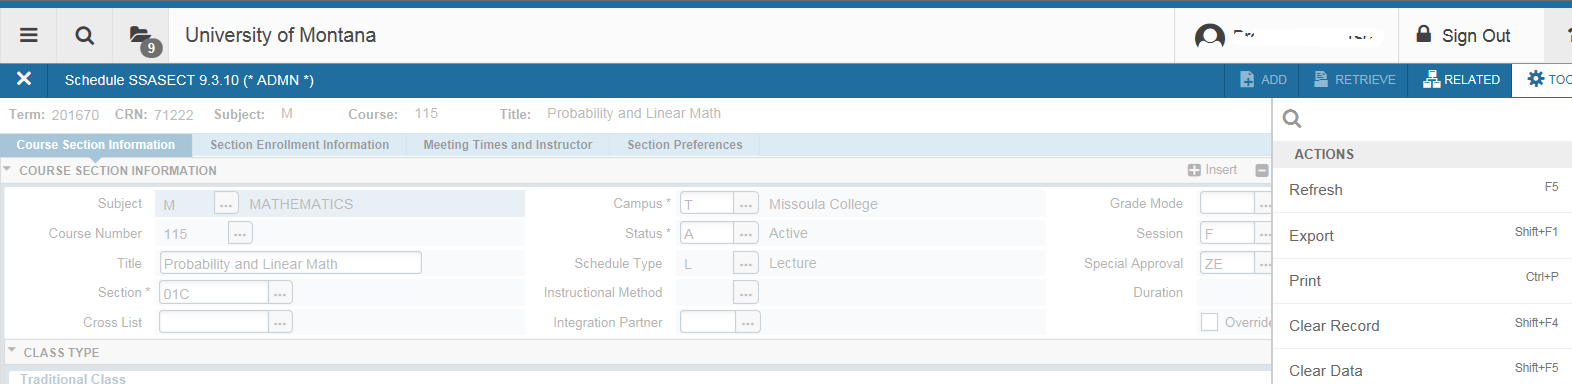 9 University of Montana Sign Out
Schedule SSASECT 9.3.10 (* ADMN *) ADD RETRIEVE RELATED TOO
Term: 201670 CRN: 71222 Subject: M Course: 115 Title: Probability and Linear Math
Course Section Information Section Enrollment Information Meeting Times and Instructor Section Preferences
COURSE SECTION INFORMATION Insert
Subject M ... MATHEMATICS Campus * T ... Missoula College Grade Mode ...
Course Number 115 ... Status * A ... Active Session F ...
Title Probability and Linear Math Schedule Type L ... Lecture Special Approval ZE ...
Section * 01C ... Instructional Method ... Duration
Cross List ... Integration Partner ... Override
CLASS TYPE
Traditional Class
ACTIONS
Refresh F5
Export Shift+F1
Print Ctrl+P
Clear Record Shift+F4
Clear Data Shift+F5